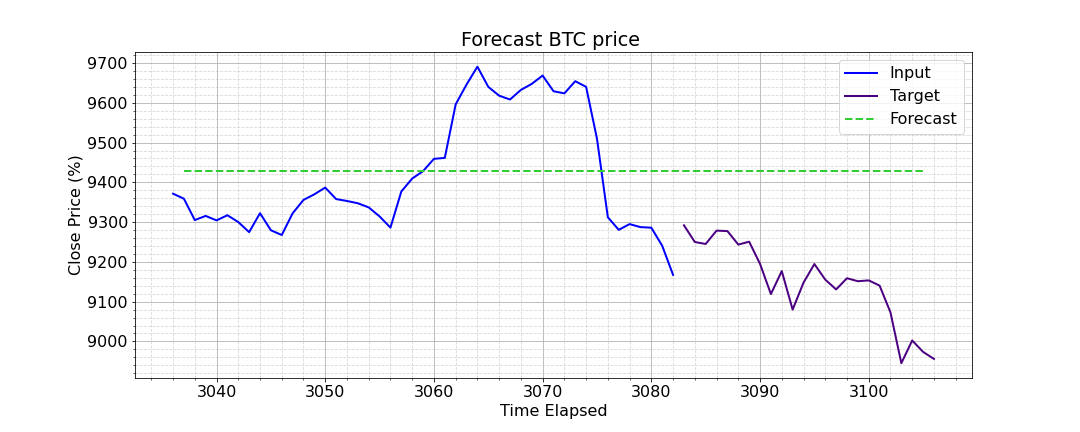 Forecast BTC price
Close Price (%)
9700
9600
9500
9400
9300
9200
9100
9000
Input
Target
Forecast
3040 3050 3060 3070 3080 3090 3100
Time Elapsed